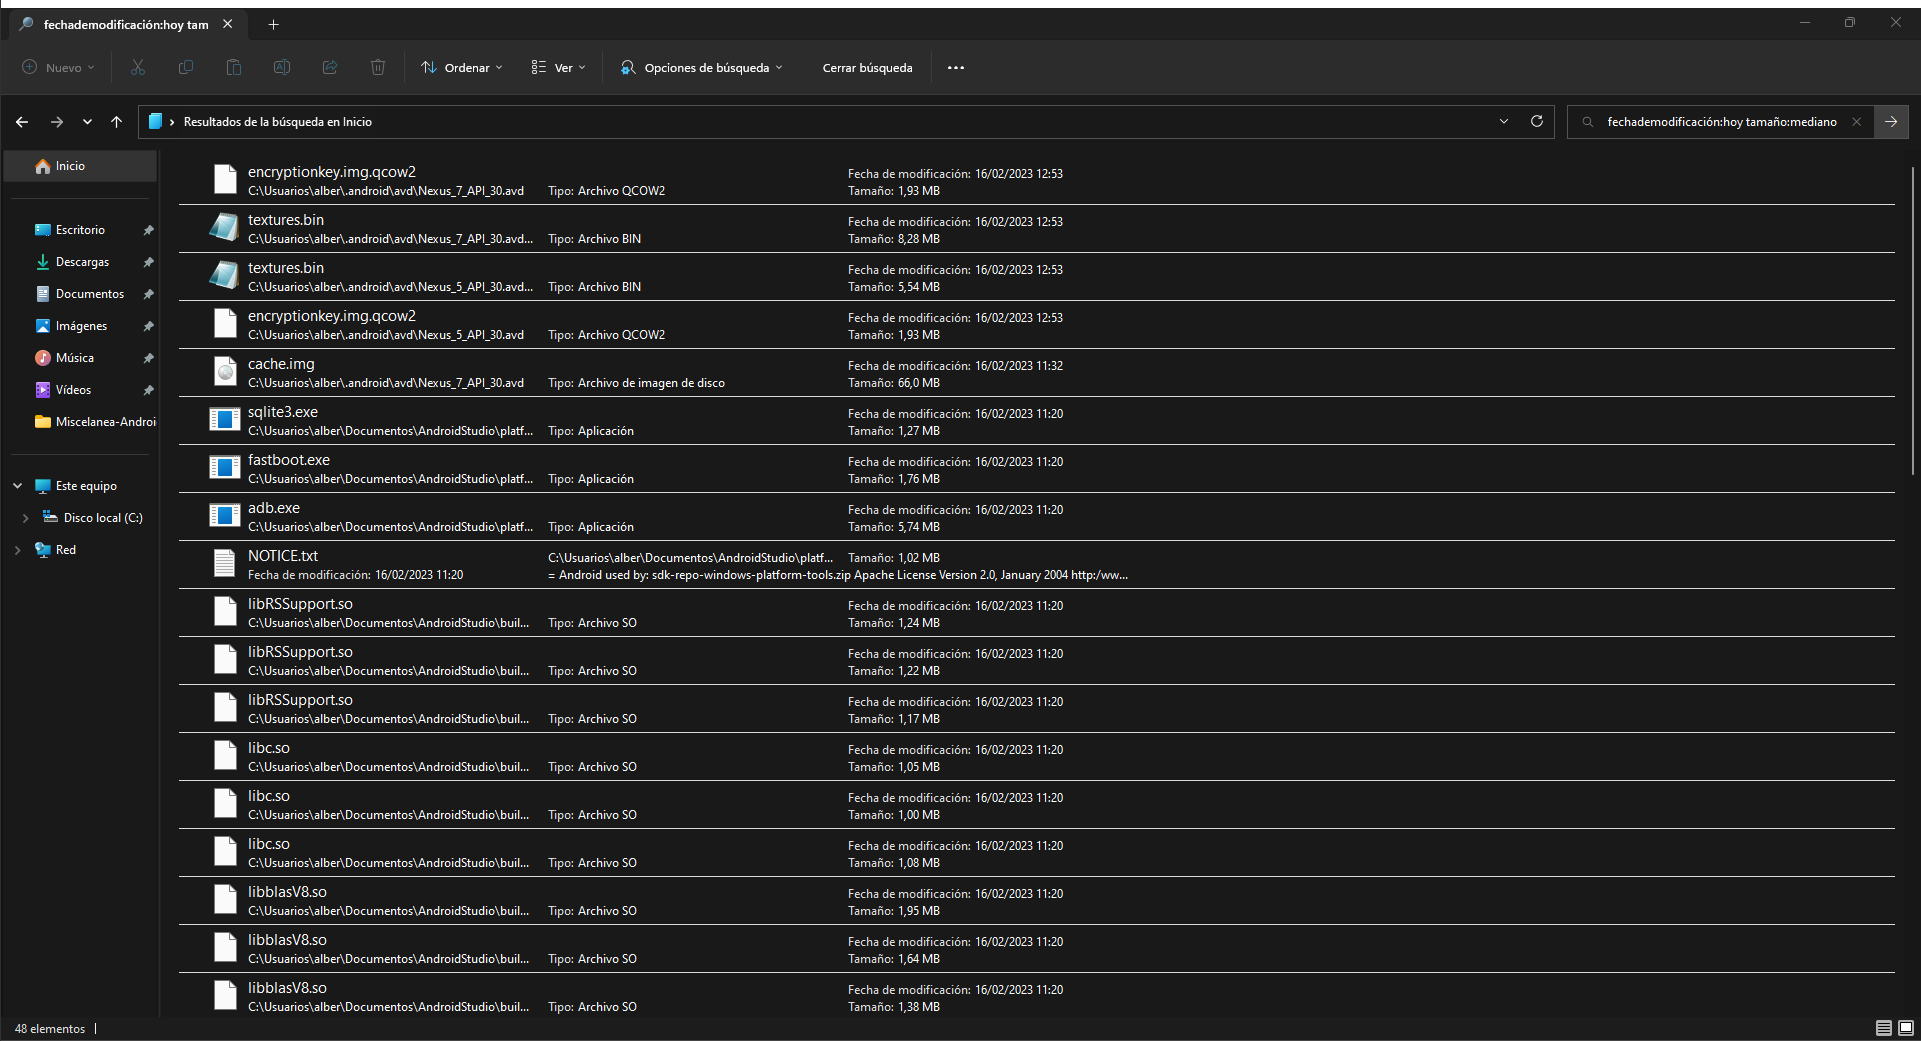 fechademodificación:hoy tam
Nuevo
Ordenar
Ver
Opciones de búsqueda
Cerrar búsqueda
Resultados de la búsqueda en Inicio
fechademodificación:hoy tamaño:mediano
Inicio
Escritorio
Descargas
Documentos
Imágenes
Música
Vídeos
Miscelanea-Androi
Este equipo
Disco local (C:)
Red
encryptionkey.img.qcow2
C:\Usuarios\alber\.android\avd\Nexus_7_API_30.avd
Tipo: Archivo QCOW2
Fecha de modificación: 16/02/2023 12:53
Tamaño: 1,93 MB
textures.bin
C:\Usuarios\alber\.android\avd\Nexus_7_API_30.avd...
Tipo: Archivo BIN
Fecha de modificación: 16/02/2023 12:53
Tamaño: 8,28 MB
textures.bin
C:\Usuarios\alber\.android\avd\Nexus_5_API_30.avd...
Tipo: Archivo BIN
Fecha de modificación: 16/02/2023 12:53
Tamaño: 5,54 MB
encryptionkey.img.qcow2
C:\Usuarios\alber\.android\avd\Nexus_5_API_30.avd
Tipo: Archivo QCOW2
Fecha de modificación: 16/02/2023 12:53
Tamaño: 1,93 MB
cache.img
C:\Usuarios\alber\.android\avd\Nexus_7_API_30.avd
Tipo: Archivo de imagen de disco
Fecha de modificación: 16/02/2023 11:32
Tamaño: 66,0 MB
sqlite3.exe
C:\Usuarios\alber\Documentos\AndroidStudio\platf...
Tipo: Aplicación
Fecha de modificación: 16/02/2023 11:20
Tamaño: 1,27 MB
fastboot.exe
C:\Usuarios\alber\Documentos\AndroidStudio\platf...
Tipo: Aplicación
Fecha de modificación: 16/02/2023 11:20
Tamaño: 1,76 MB
adb.exe
C:\Usuarios\alber\Documentos\AndroidStudio\platf...
Tipo: Aplicación
Fecha de modificación: 16/02/2023 11:20
Tamaño: 5,74 MB
NOTICE.txt
Fecha de modificación: 16/02/2023 11:20
C:\Usuarios\alber\Documentos\AndroidStudio\platf...
Tamaño: 1,02 MB
= Android used by: sdk-repo-windows-platform-tools.zip Apache License Version 2.0, January 2004 http:/ww...
libRSSupport.so
C:\Usuarios\alber\Documentos\AndroidStudio\buil...
Tipo: Archivo SO
Fecha de modificación: 16/02/2023 11:20
Tamaño: 1,24 MB
libRSSupport.so
C:\Usuarios\alber\Documentos\AndroidStudio\buil...
Tipo: Archivo SO
Fecha de modificación: 16/02/2023 11:20
Tamaño: 1,22 MB
libRSSupport.so
C:\Usuarios\alber\Documentos\AndroidStudio\buil...
Tipo: Archivo SO
Fecha de modificación: 16/02/2023 11:20
Tamaño: 1,17 MB
libc.so
C:\Usuarios\alber\Documentos\AndroidStudio\buil...
Tipo: Archivo SO
Fecha de modificación: 16/02/2023 11:20
Tamaño: 1,05 MB
libc.so
C:\Usuarios\alber\Documentos\AndroidStudio\buil...
Tipo: Archivo SO
Fecha de modificación: 16/02/2023 11:20
Tamaño: 1,00 MB
libc.so
C:\Usuarios\alber\Documentos\AndroidStudio\buil...
Tipo: Archivo SO
Fecha de modificación: 16/02/2023 11:20
Tamaño: 1,08 MB
libblasV8.so
C:\Usuarios\alber\Documentos\AndroidStudio\buil...
Tipo: Archivo SO
Fecha de modificación: 16/02/2023 11:20
Tamaño: 1,95 MB
libblasV8.so
C:\Usuarios\alber\Documentos\AndroidStudio\buil...
Tipo: Archivo SO
Fecha de modificación: 16/02/2023 11:20
Tamaño: 1,64 MB
libblasV8.so
C:\Usuarios\alber\Documentos\AndroidStudio\buil...
Tipo: Archivo SO
Fecha de modificación: 16/02/2023 11:20
Tamaño: 1,38 MB
48 elementos